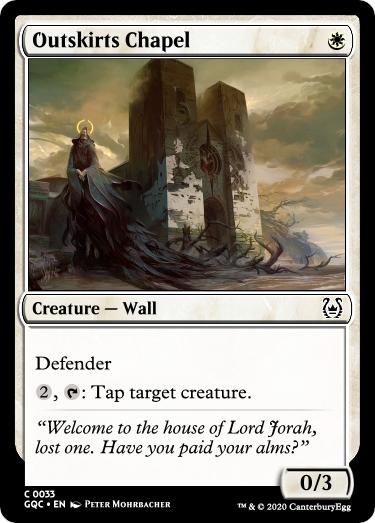 Outskirts Chapel
Creature — Wall
Defender
2, T: Tap target creature.
“Welcome to the house of Lord Jorah,
lost one. Have you paid your alms?”
0/3
C 0033
GQC • EN Peter Mohrbacher
™ & © 2020 CanterburyEgg